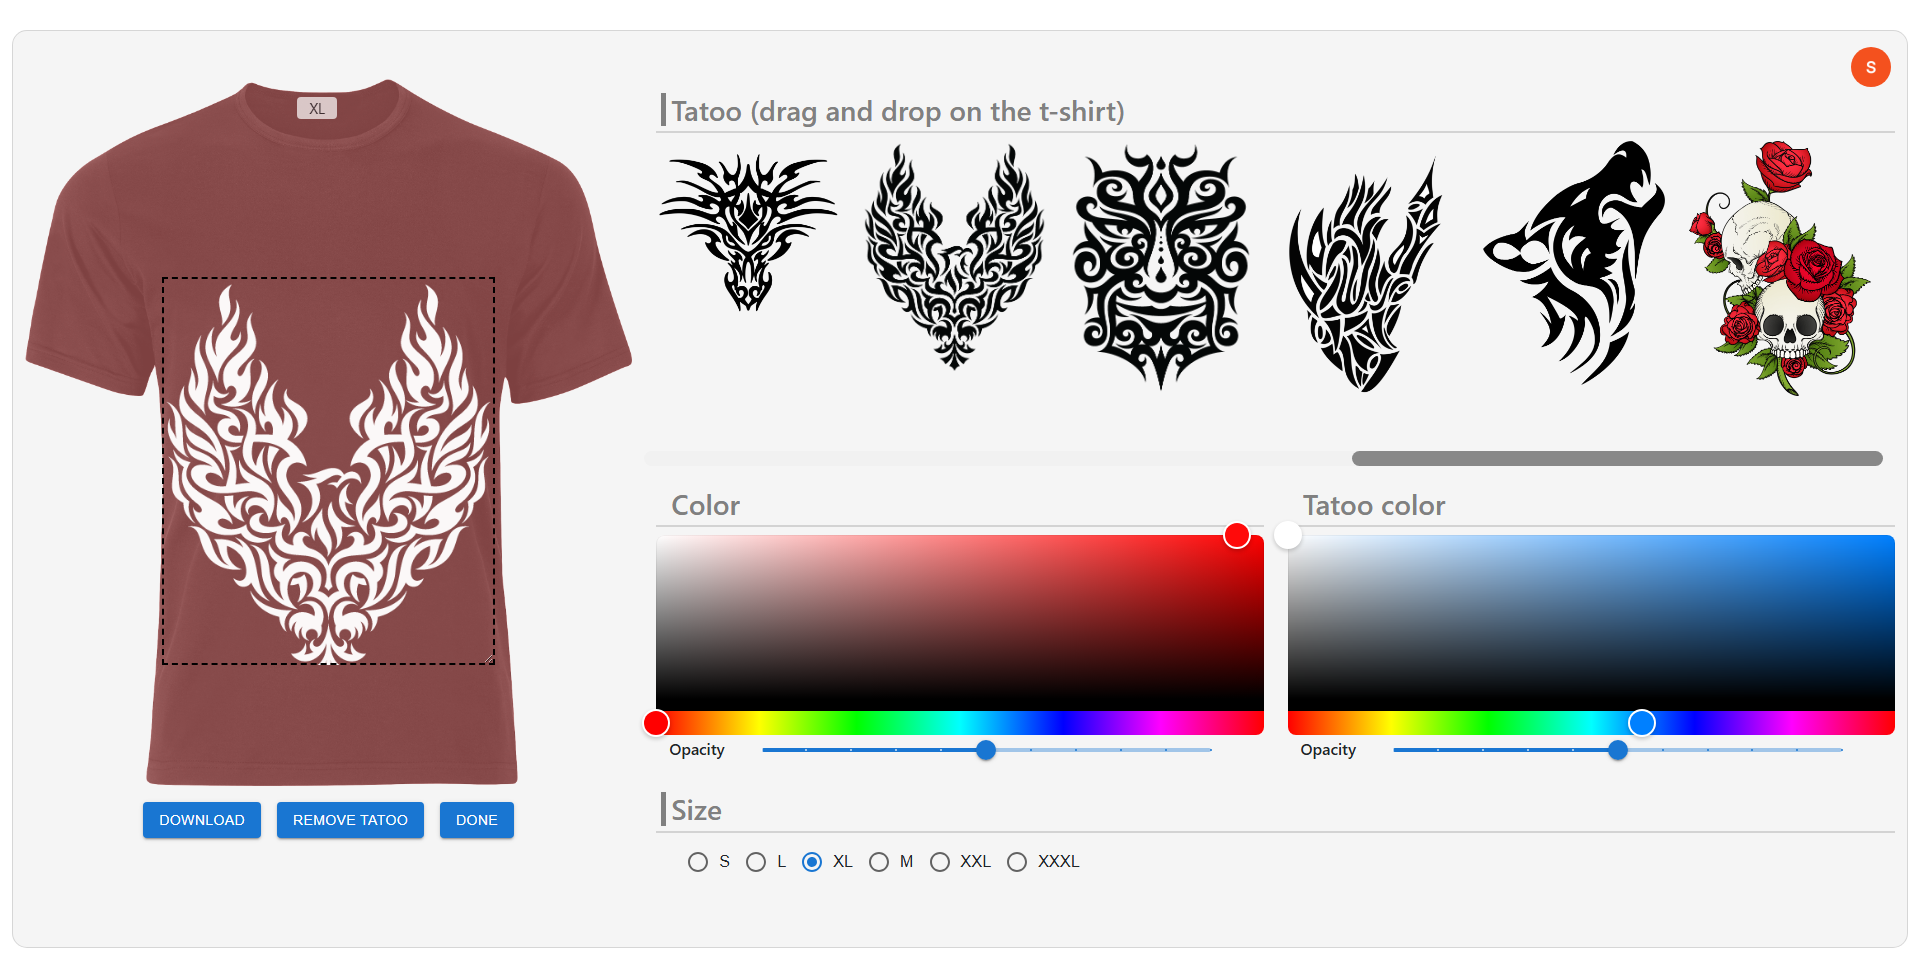 S
XL
Tatoo (drag and drop on the t-shirt)
Color
Tatoo color
Opacity
Opacity
DOWNLOAD
REMOVE TATOO
DONE
Size
S
L
XL
M
XXL
XXXL